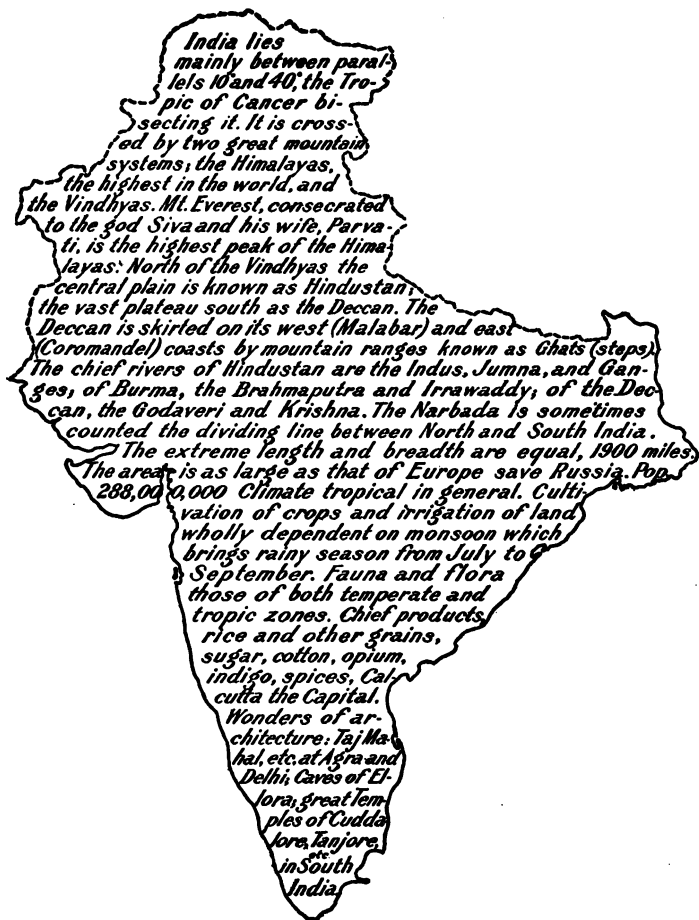 India lies
mainly between paral-
lels 10° and 40°, the Tro-
pic of Cancer bi-
secting it. It is cross-
ed by two great mountain
systems; the Himalayas,
the highest in the world, and
the Vindhyas. Mt. Everest, consecrated
to the god Siva and his wife, Parva-
ti, is the highest peak of the Hima-
layas: North of the Vindhyas the
central plain is known as Hindustan;
the vast plateau south as the Deccan. The
Deccan is skirted on its west (Malabar) and east
(Coromandel) coasts by mountain ranges known as Ghats (steps).
The chief rivers of Hindustan are the Indus, Jumna, and Gan-
ges; of Burma, the Brahmaputra and Irrawaddy; of the Dec-
can, the Godaveri and Krishna. The Narbada is sometimes
counted the dividing line between North and South India.
The extreme length and breadth are equal, 1900 miles.
The area is as large as that of Europe save Russia. Pop.
288,000,000 Climate tropical in general. Culti-
vation of crops and irrigation of land
wholly dependent on monsoon which
brings rainy season from July to
September. Fauna and flora
those of both temperate and
tropic zones. Chief products,
rice and other grains,
sugar, cotton, opium,
indigo, spices, Cal-
cutta the Capital.
Wonders of ar-
chitecture: Taj Ma-
hal, etc. at Agra and
Delhi; Caves of El-
lora; great Tem-
ples of Cudda
lore, Tanjore,
etc.
in South
India